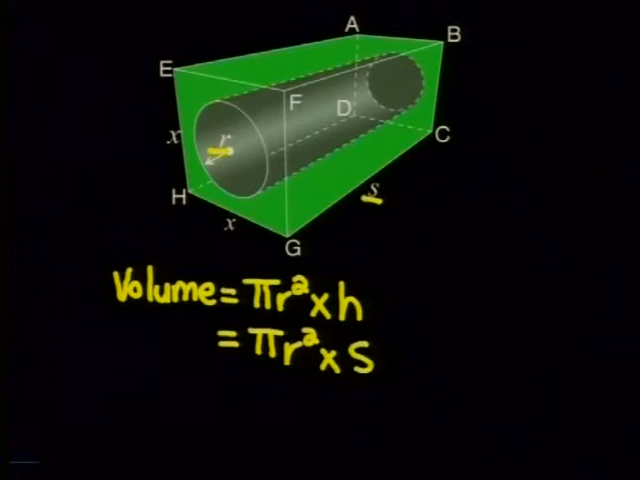 A
B
E
F
D
x
r
C
H
s
x
G
Volume = πr² x h
= πr² x s